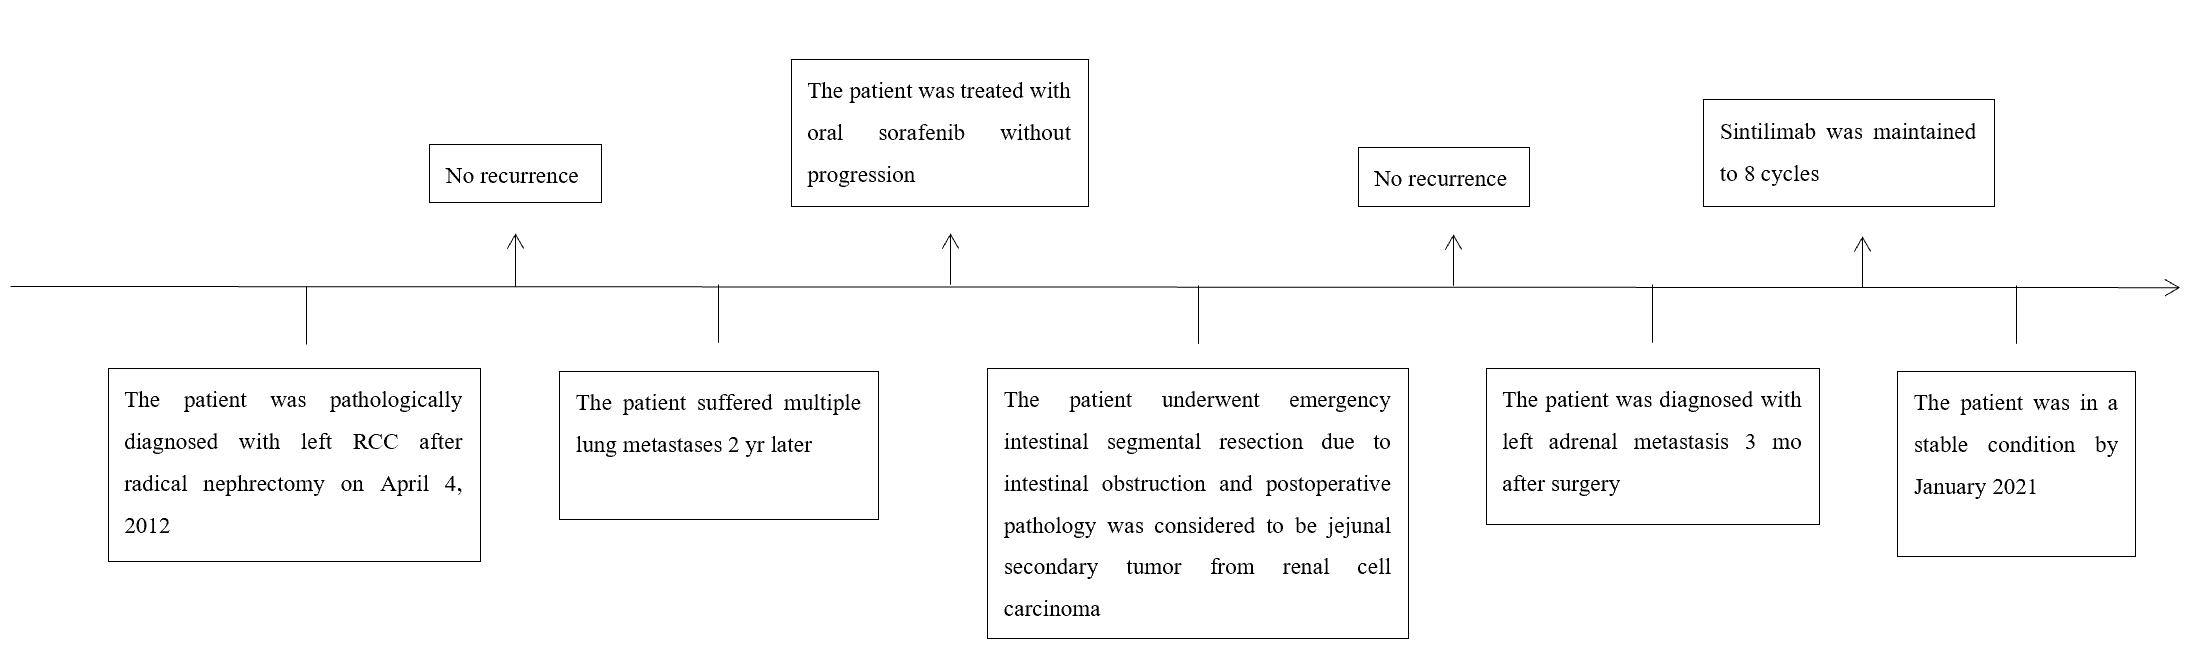 The patient was treated with
oral sorafenib without
progression
No recurrence
No recurrence
Sintilimab was maintained
to 8 cycles
The patient was pathologically
diagnosed with left RCC after
radical nephrectomy on April 4,
2012
The patient suffered multiple
lung metastases 2 yr later
The patient underwent emergency
intestinal segmental resection due to
intestinal obstruction and postoperative
pathology was considered to be jejunal
secondary tumor from renal cell
carcinoma
The patient was diagnosed with
left adrenal metastasis 3 mo
after surgery
The patient was in a
stable condition by
January 2021